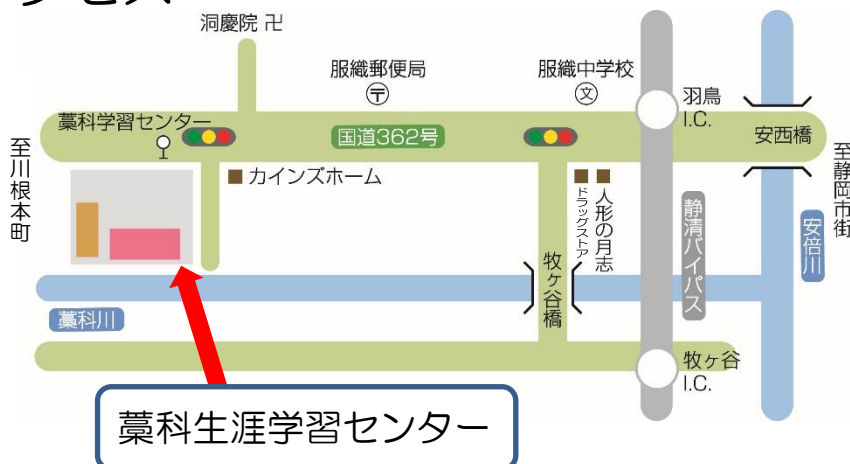 洞慶院 卍
服織郵便局
〒
服織中学校
文
羽鳥
I.C.
藁科学習センター
国道362号
安西橋
至川根本町
至静岡市街
カインズホーム
人形の月志
ドラッグストア
静清バイパス
安倍川
牧ヶ谷橋
藁科川
牧ヶ谷
I.C.
藁科生涯学習センター